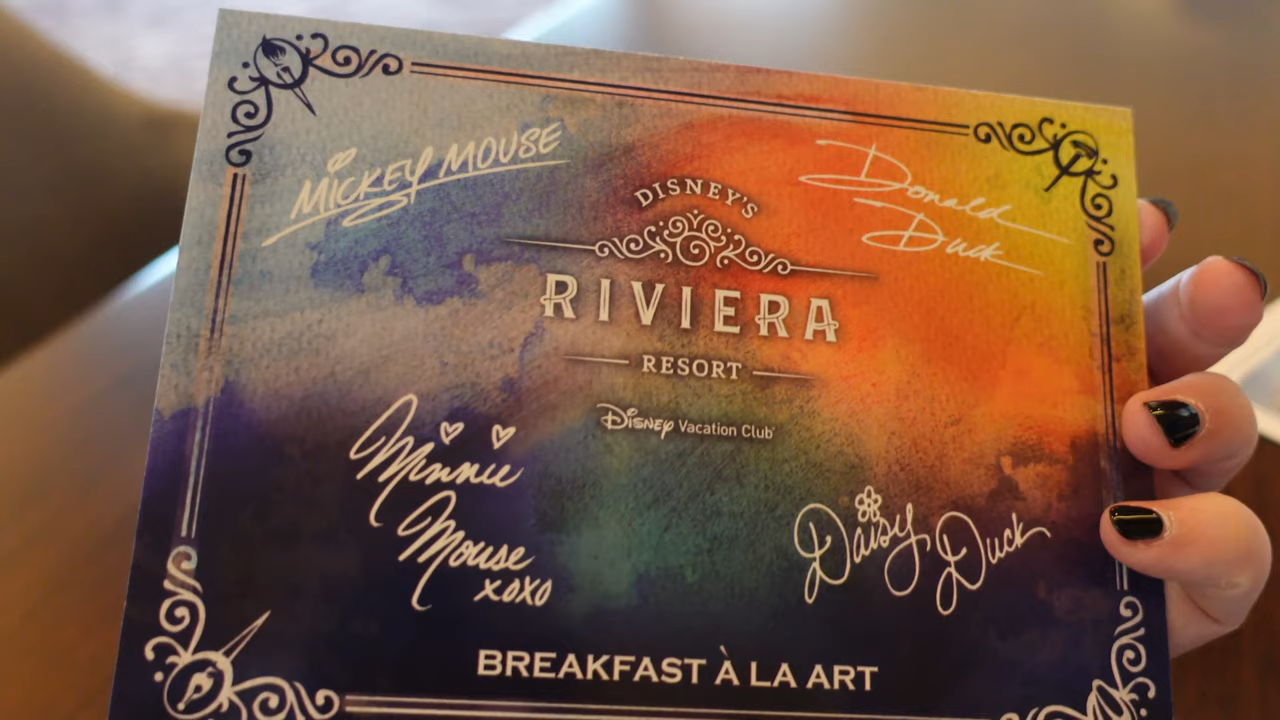 MICKEY MOUSE
Donald
Duck
DISNEY'S
RIVIERA
RESORT
Disney Vacation Club
Minnie
Mouse
xoxo
Daisy Duck
BREAKFAST À LA ART